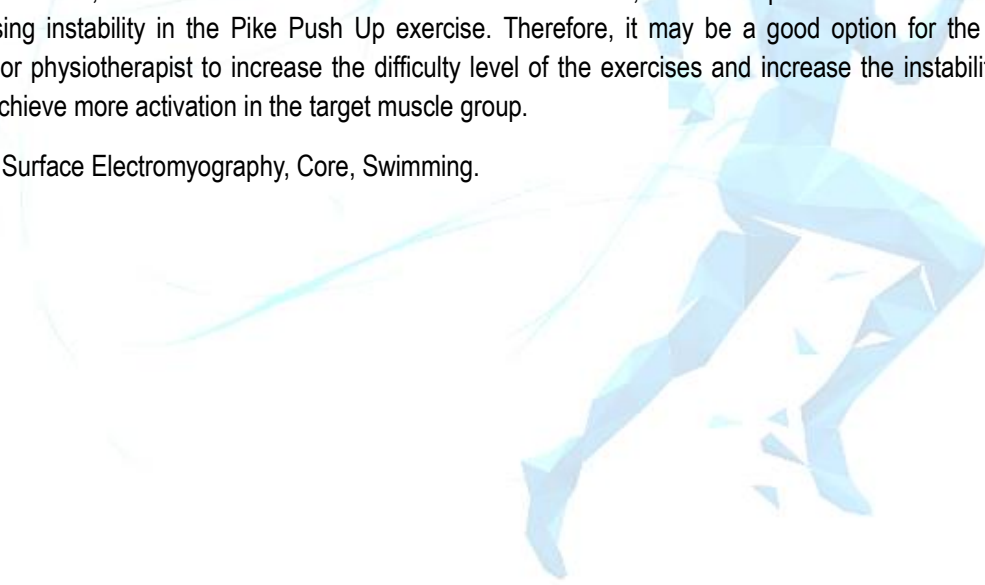 sing instability in the Pike Push Up exercise. Therefore, it may be a good option for the
or physiotherapist to increase the difficulty level of the exercises and increase the instabilit
chieve more activation in the target muscle group.
Surface Electromyography, Core, Swimming.